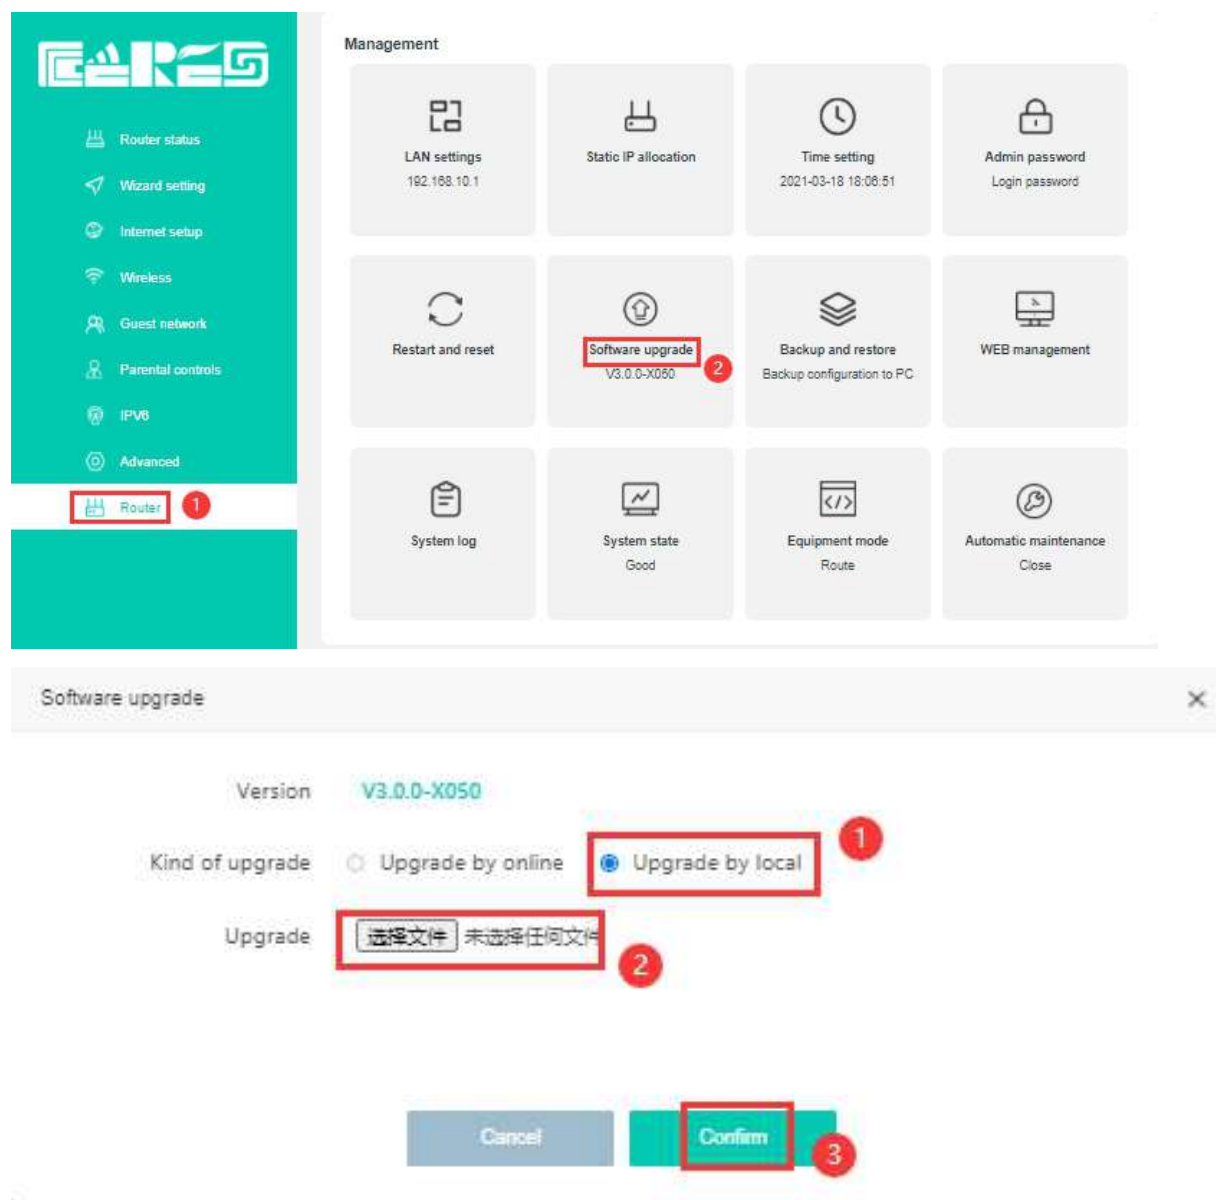 CARES
Management
Router status
Wizard setting
Internet setup
Wireless
Guest network
Parental controls
IPV6
Advanced
Router
1
LAN settings
192.168.10.1
Static IP allocation
Time setting
2021-03-18 18:06:51
Admin password
Login password
Restart and reset
Software upgrade
V3.0.0-X050
2
Backup and restore
Backup configuration to PC
WEB management
System log
System state
Good
Equipment mode
Route
Automatic maintenance
Close
Software upgrade
Version V3.0.0-X050
Kind of upgrade Upgrade by online Upgrade by local 1
Upgrade 选择文件 未选择任何文件 2
Cancel Confirm 3